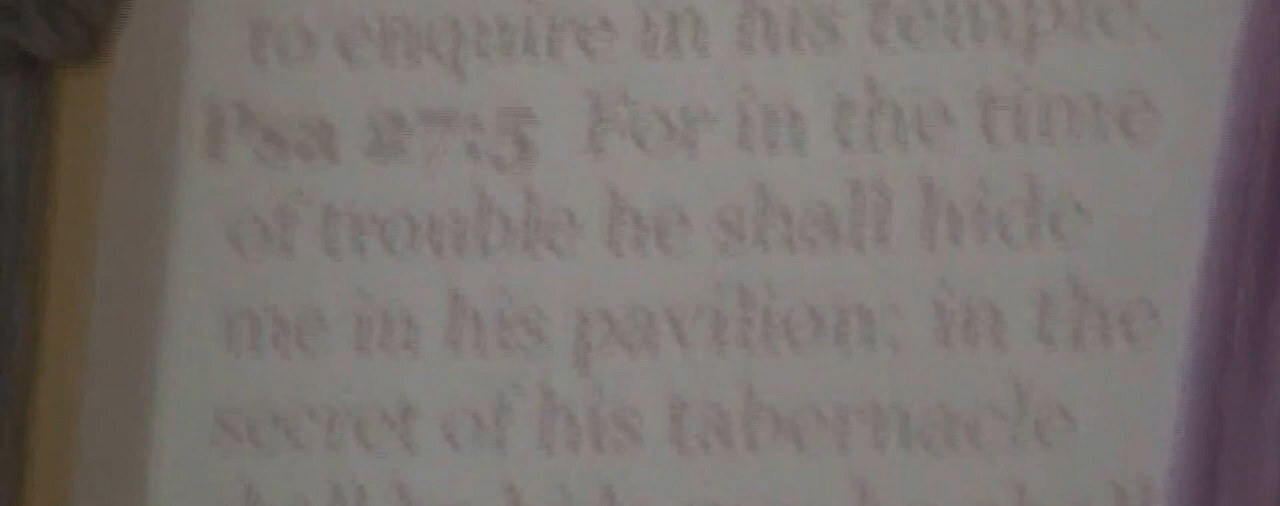 to enquire in his temple.
Psa 27:5 For in the time
of trouble he shall hide
me in his pavilion: in the
secret of his tabernacle